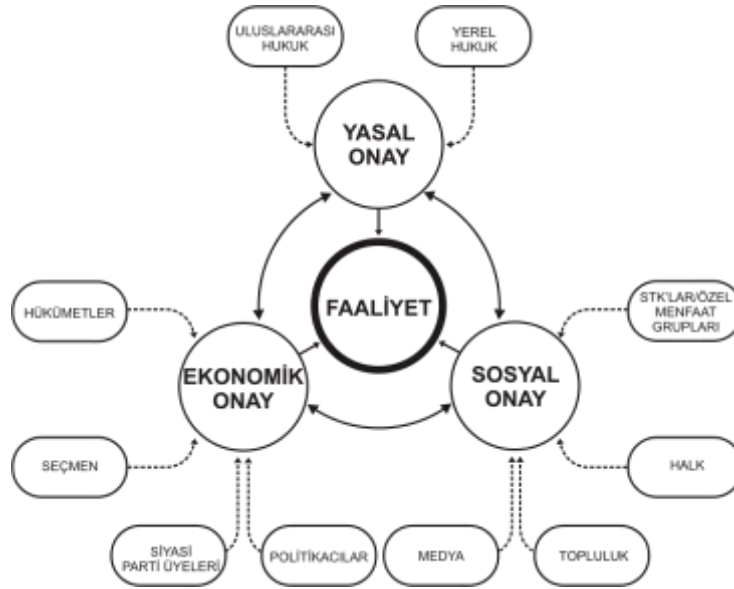 ULUSLARARASI
HUKUK
YEREL
HUKUK
YASAL
ONAY
FAALİYET
HÜKÜMETLER
STK'LAR/ÖZEL
MENFAAT
GRUPLARI
EKONOMİK
ONAY
SOSYAL
ONAY
SEÇMEN
HALK
SİYASİ
PARTİ ÜYELERİ
POLİTİKACILAR
MEDYA
TOPLULUK